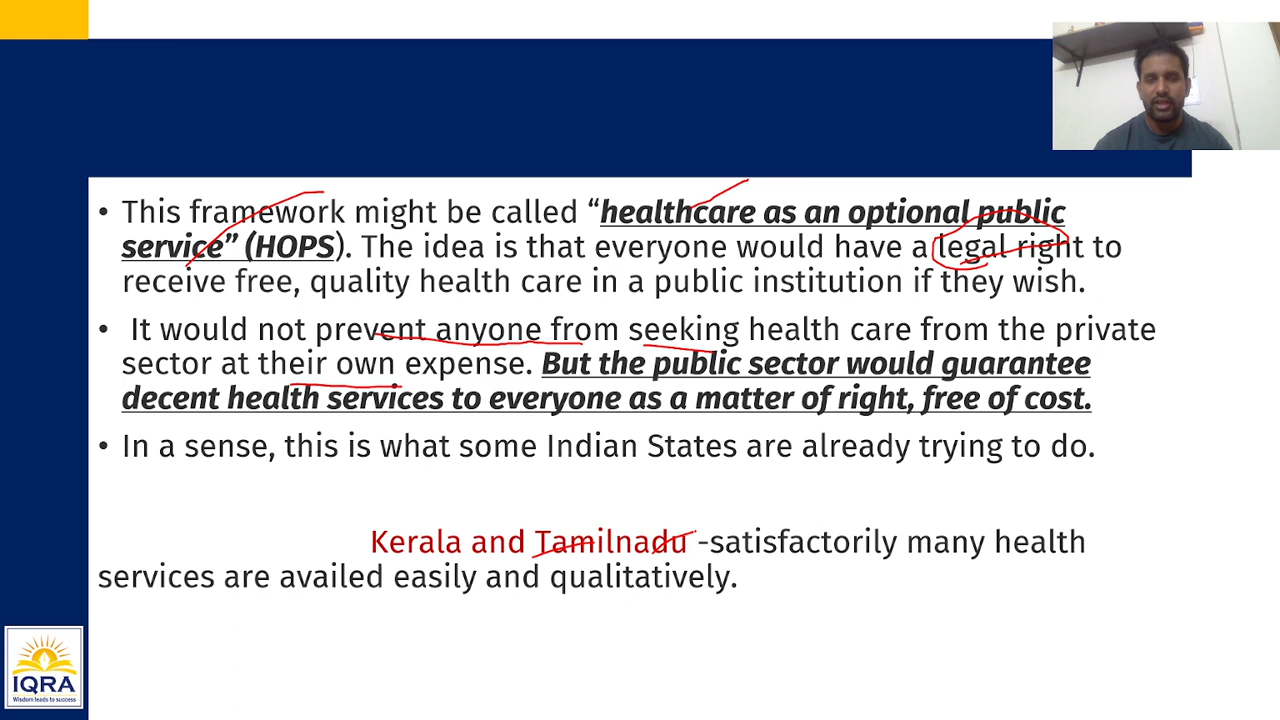 • This framework might be called “healthcare as an optional public
service” (HOPS). The idea is that everyone would have a legal right to
receive free, quality health care in a public institution if they wish.
• It would not prevent anyone from seeking health care from the private
sector at their own expense. But the public sector would guarantee
decent health services to everyone as a matter of right, free of cost.
• In a sense, this is what some Indian States are already trying to do.
Kerala and Tamilnadu -satisfactorily many health
services are availed easily and qualitatively.
IQRA
Wisdom leads to success